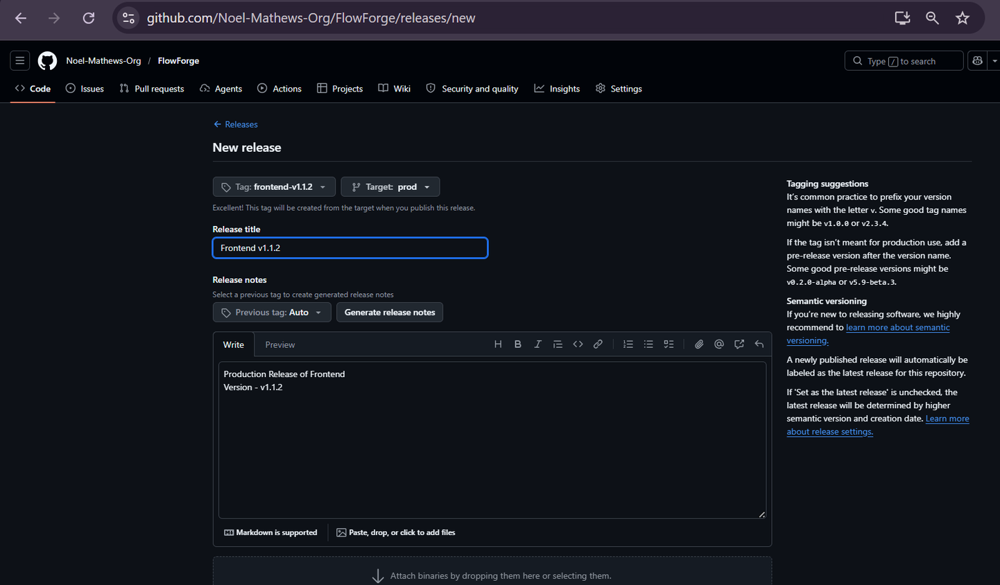 github.com/Noel-Mathews-Org/FlowForge/releases/new
Noel-Mathews-Org / FlowForge
Type / to search
Code Issues Pull requests Agents Actions Projects Wiki Security and quality Insights Settings
Releases
New release
Tag: frontend-v1.1.2 Target: prod
Excellent! This tag will be created from the target when you publish this release.
Release title
Frontend v1.1.2
Release notes
Select a previous tag to create generated release notes
Previous tag: Auto Generate release notes
Write Preview
Production Release of Frontend
Version - v1.1.2
Markdown is supported Paste, drop, or click to add files
Attach binaries by dropping them here or selecting them.
Tagging suggestions
It's common practice to prefix your version
names with the letter v. Some good tag names
might be v1.0.0 or v2.3.4.
If the tag isn't meant for production use, add a
pre-release version after the version name.
Some good pre-release versions might be
v0.2.0-alpha or v5.9-beta.3.
Semantic versioning
If you're new to releasing software, we highly
recommend to learn more about semantic
versioning.
A newly published release will automatically be
labeled as the latest release for this repository.
If 'Set as the latest release' is unchecked, the
latest release will be determined by higher
semantic version and creation date. Learn more
about release settings.